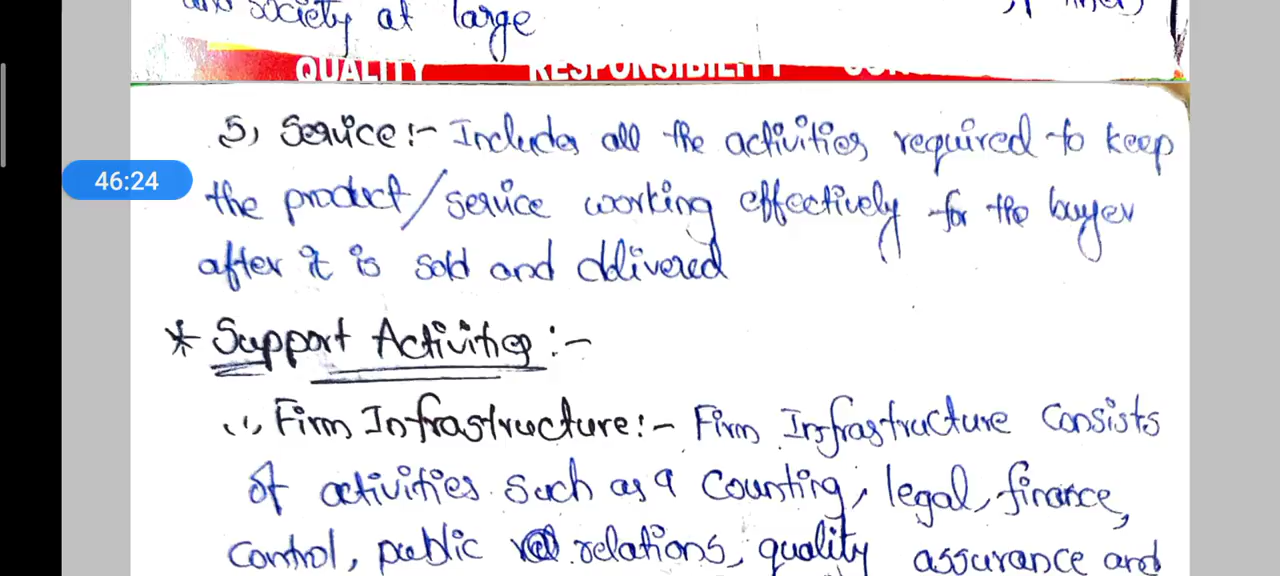 and society at large
QUALITY RESPONSIBILITY
5) Service:- Includes all the activities required to keep
46:24
the product/service working effectively for the buyer
after it is sold and ddivered
* Support Activities :-
(1) Firm Infrastructure:- Firm Infrastructure consists
of activities such as a counting, legal, finance,
control, public relations, quality assurance and